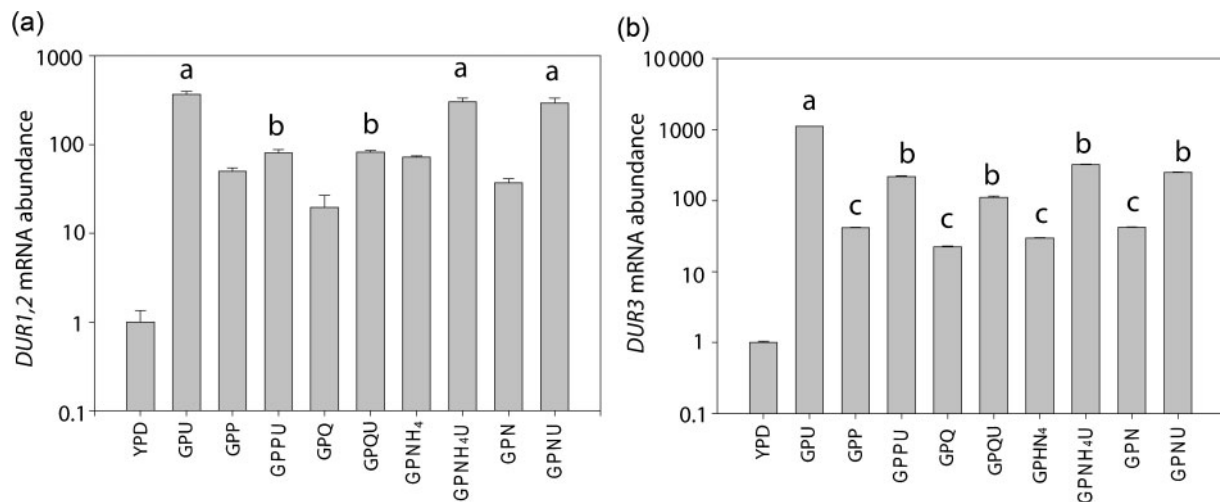 (a)
DUR1,2 mRNA abundance
1000
100
10
1
0.1
a
b
b
a
a
YPD
GPU
GPP
GPPU
GPQ
GPQU
GPNH₄
GPNH₄U
GPN
GPNU
(b)
DUR3 mRNA abundance
10 000
1000
100
10
1
0.1
a
c
b
c
b
c
b
c
b
YPD
GPU
GPP
GPPU
GPQ
GPQU
GPHN₄
GPNH₄U
GPN
GPNU